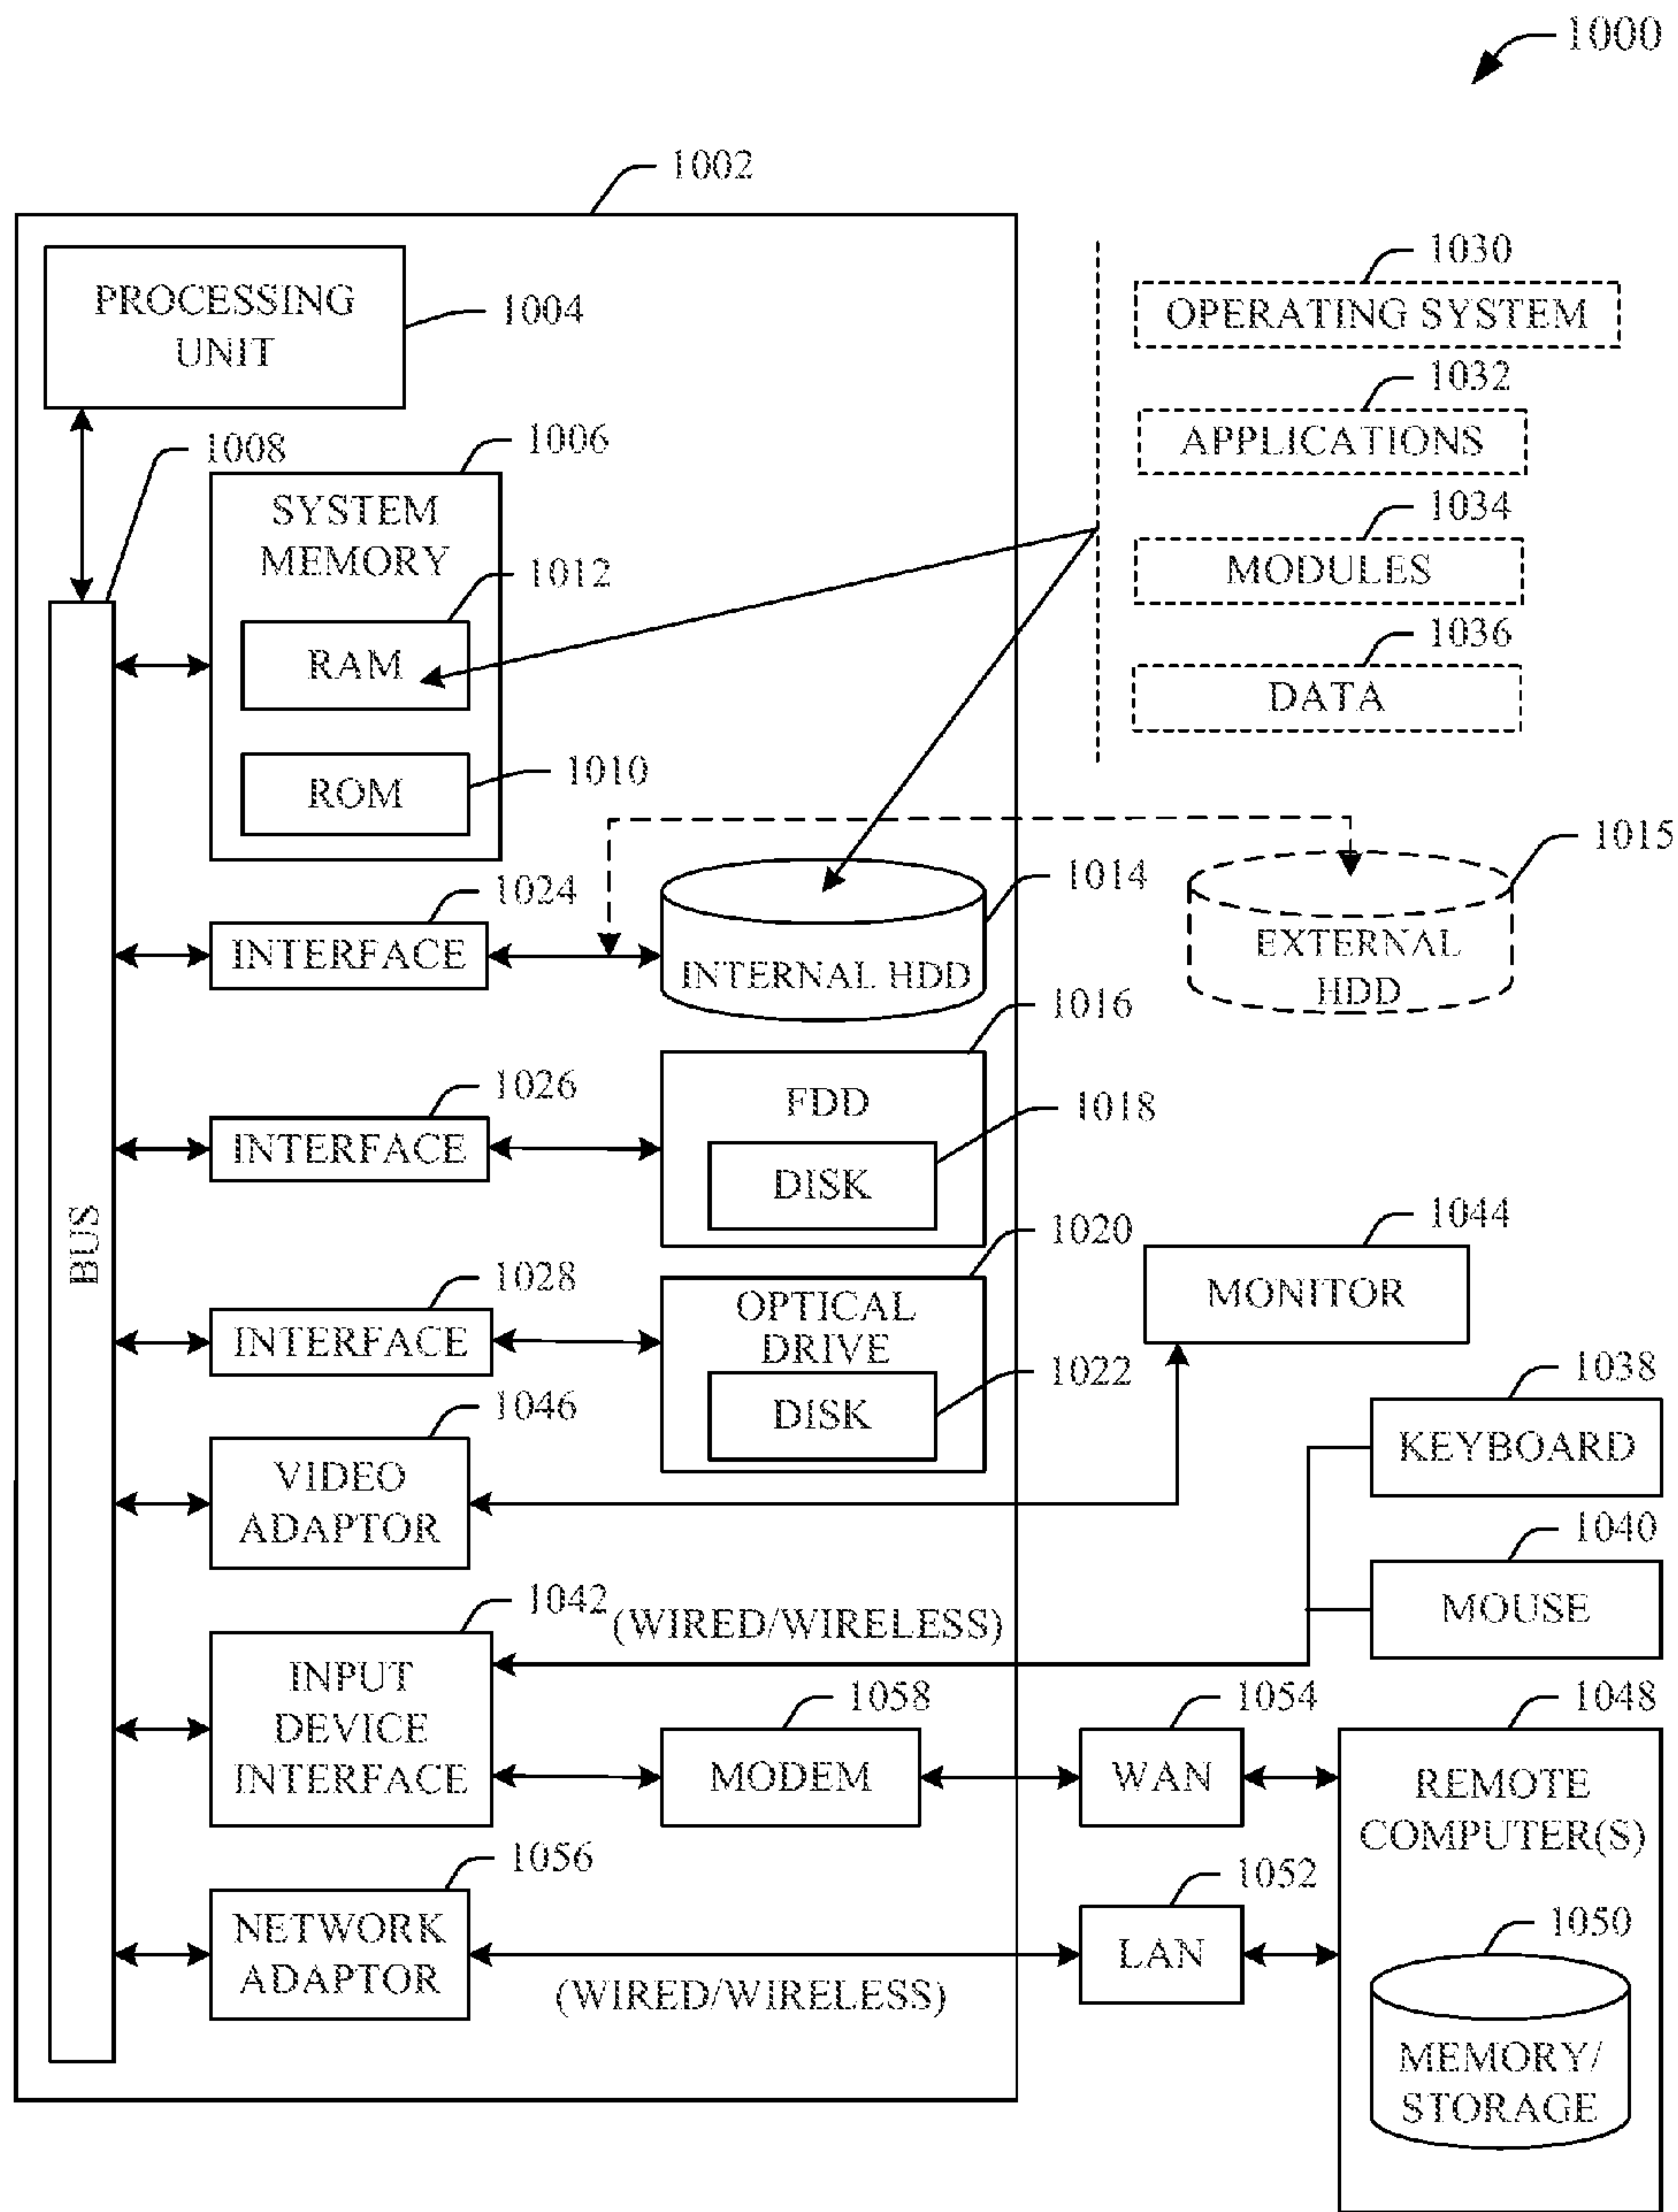 1000
1002
PROCESSING
UNIT
1004
1030
OPERATING SYSTEM
1032
APPLICATIONS
1034
MODULES
1036
DATA
1008
1006
SYSTEM
MEMORY
1012
RAM
1010
ROM
1024
INTERFACE
1014
INTERNAL HDD
1015
EXTERNAL
HDD
1016
1026
INTERFACE
FDD
1018
DISK
BUS
1020
1028
INTERFACE
OPTICAL
DRIVE
1022
DISK
1044
MONITOR
1046
VIDEO
ADAPTOR
1038
KEYBOARD
1040
MOUSE
1042
(WIRED/WIRELESS)
INPUT
DEVICE
INTERFACE
1058
MODEM
1054
WAN
1048
REMOTE
COMPUTER(S)
1056
NETWORK
ADAPTOR
(WIRED/WIRELESS)
1052
LAN
1050
MEMORY/
STORAGE